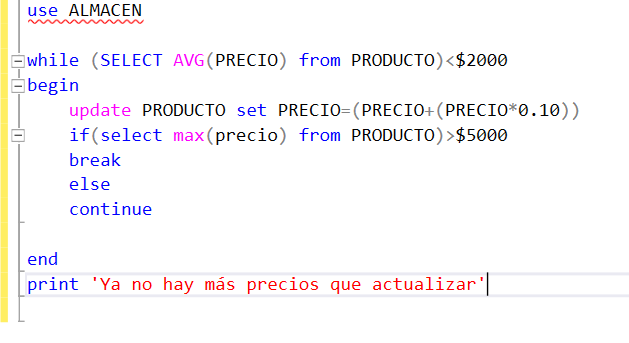 use ALMACEN
while (SELECT AVG(PRECIO) from PRODUCTO)<$2000
begin
update PRODUCTO set PRECIO=(PRECIO+(PRECIO*0.10))
if(select max(precio) from PRODUCTO)>$5000
break
else
continue
end
print 'Ya no hay más precios que actualizar'